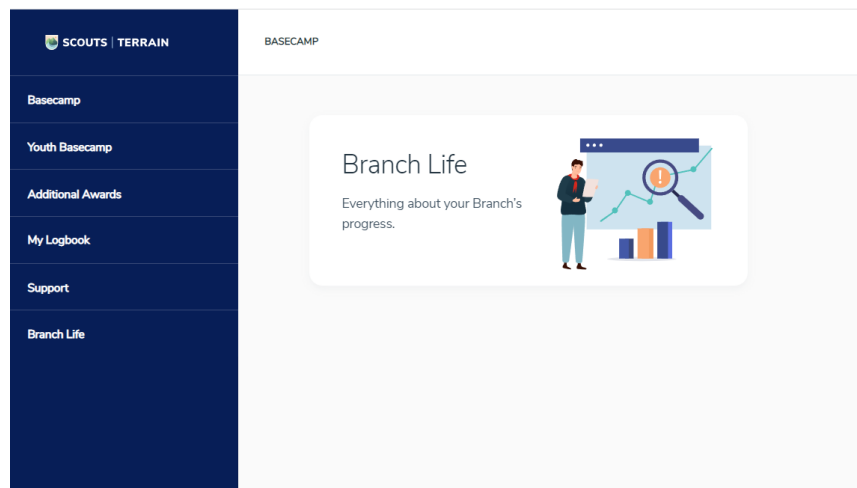 SCOUTS | TERRAIN
BASECAMP
Basecamp
Youth Basecamp
Additional Awards
My Logbook
Support
Branch Life
Branch Life
Everything about your Branch's
progress.